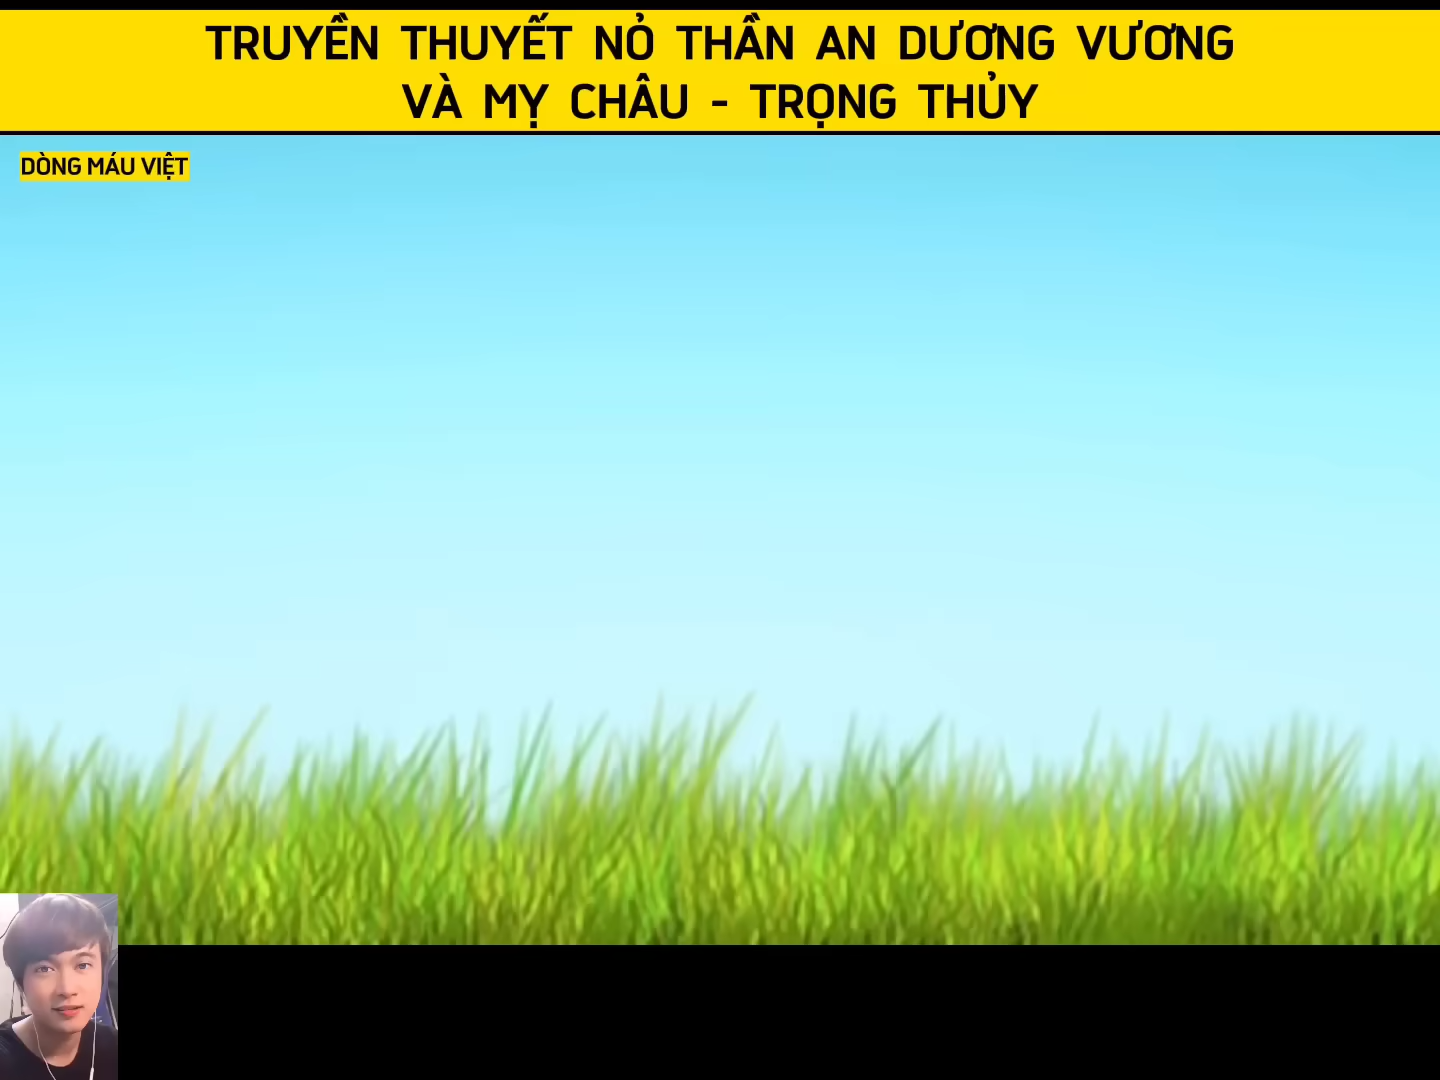 TRUYỀN THUYẾT NỎ THẦN AN DƯƠNG VƯƠNG
VÀ MỴ CHÂU - TRỌNG THỦY
DÒNG MÁU VIỆT